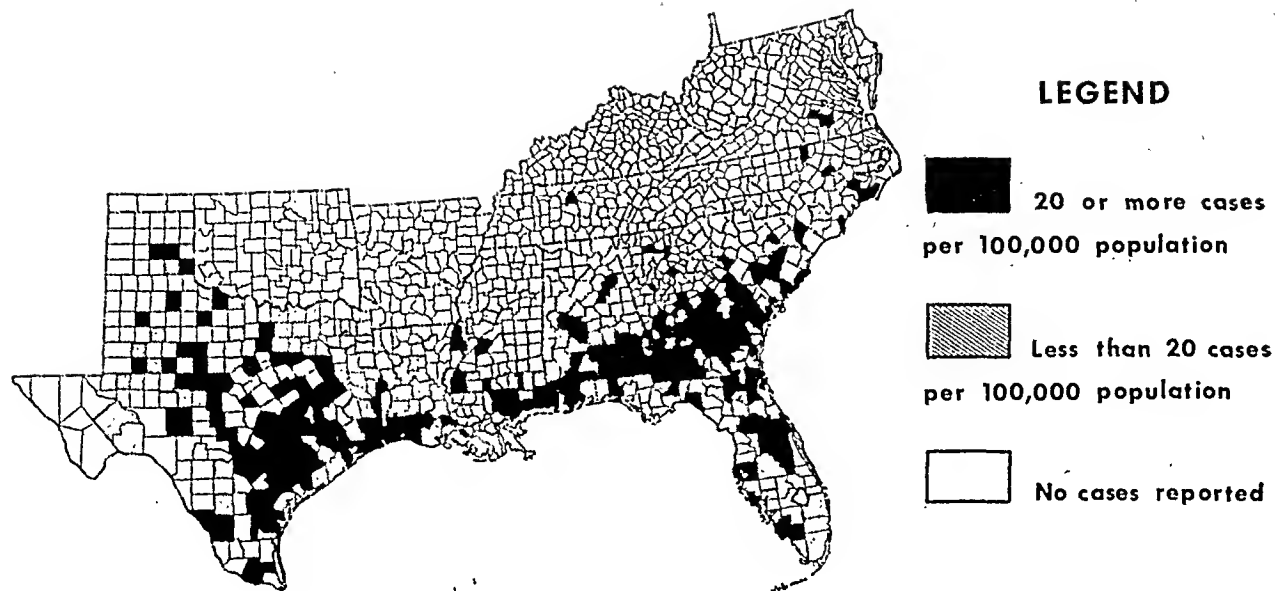 LEGEND
20 or more cases
per 100,000 population
Less than 20 cases
per 100,000 population
No cases reported